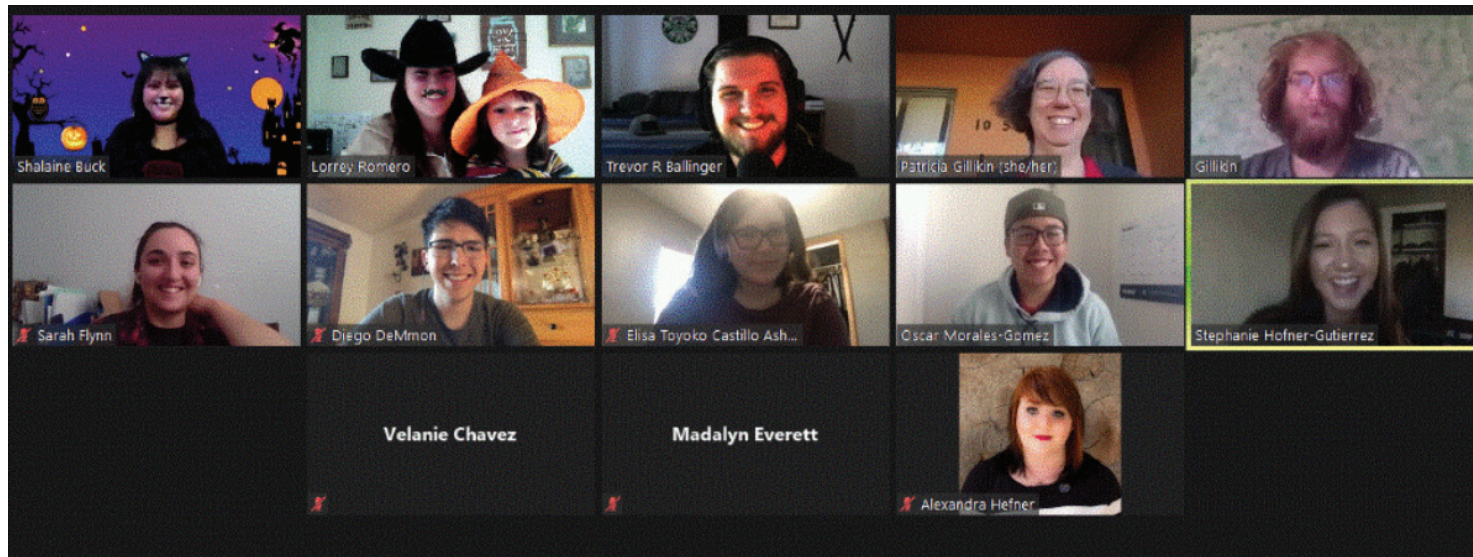 Shalaine Buck
Lorrey Romero
Trevor R Ballinger
Patricia Gillikin (she/her)
Gillikin
Sarah Flynn
Diego DeMmon
Elisa Toyoko Castillo Ash...
Oscar Morales-Gomez
Stephanie Hofner-Gutierrez
Velanie Chavez
Madalyn Everett
Alexandra Hefner